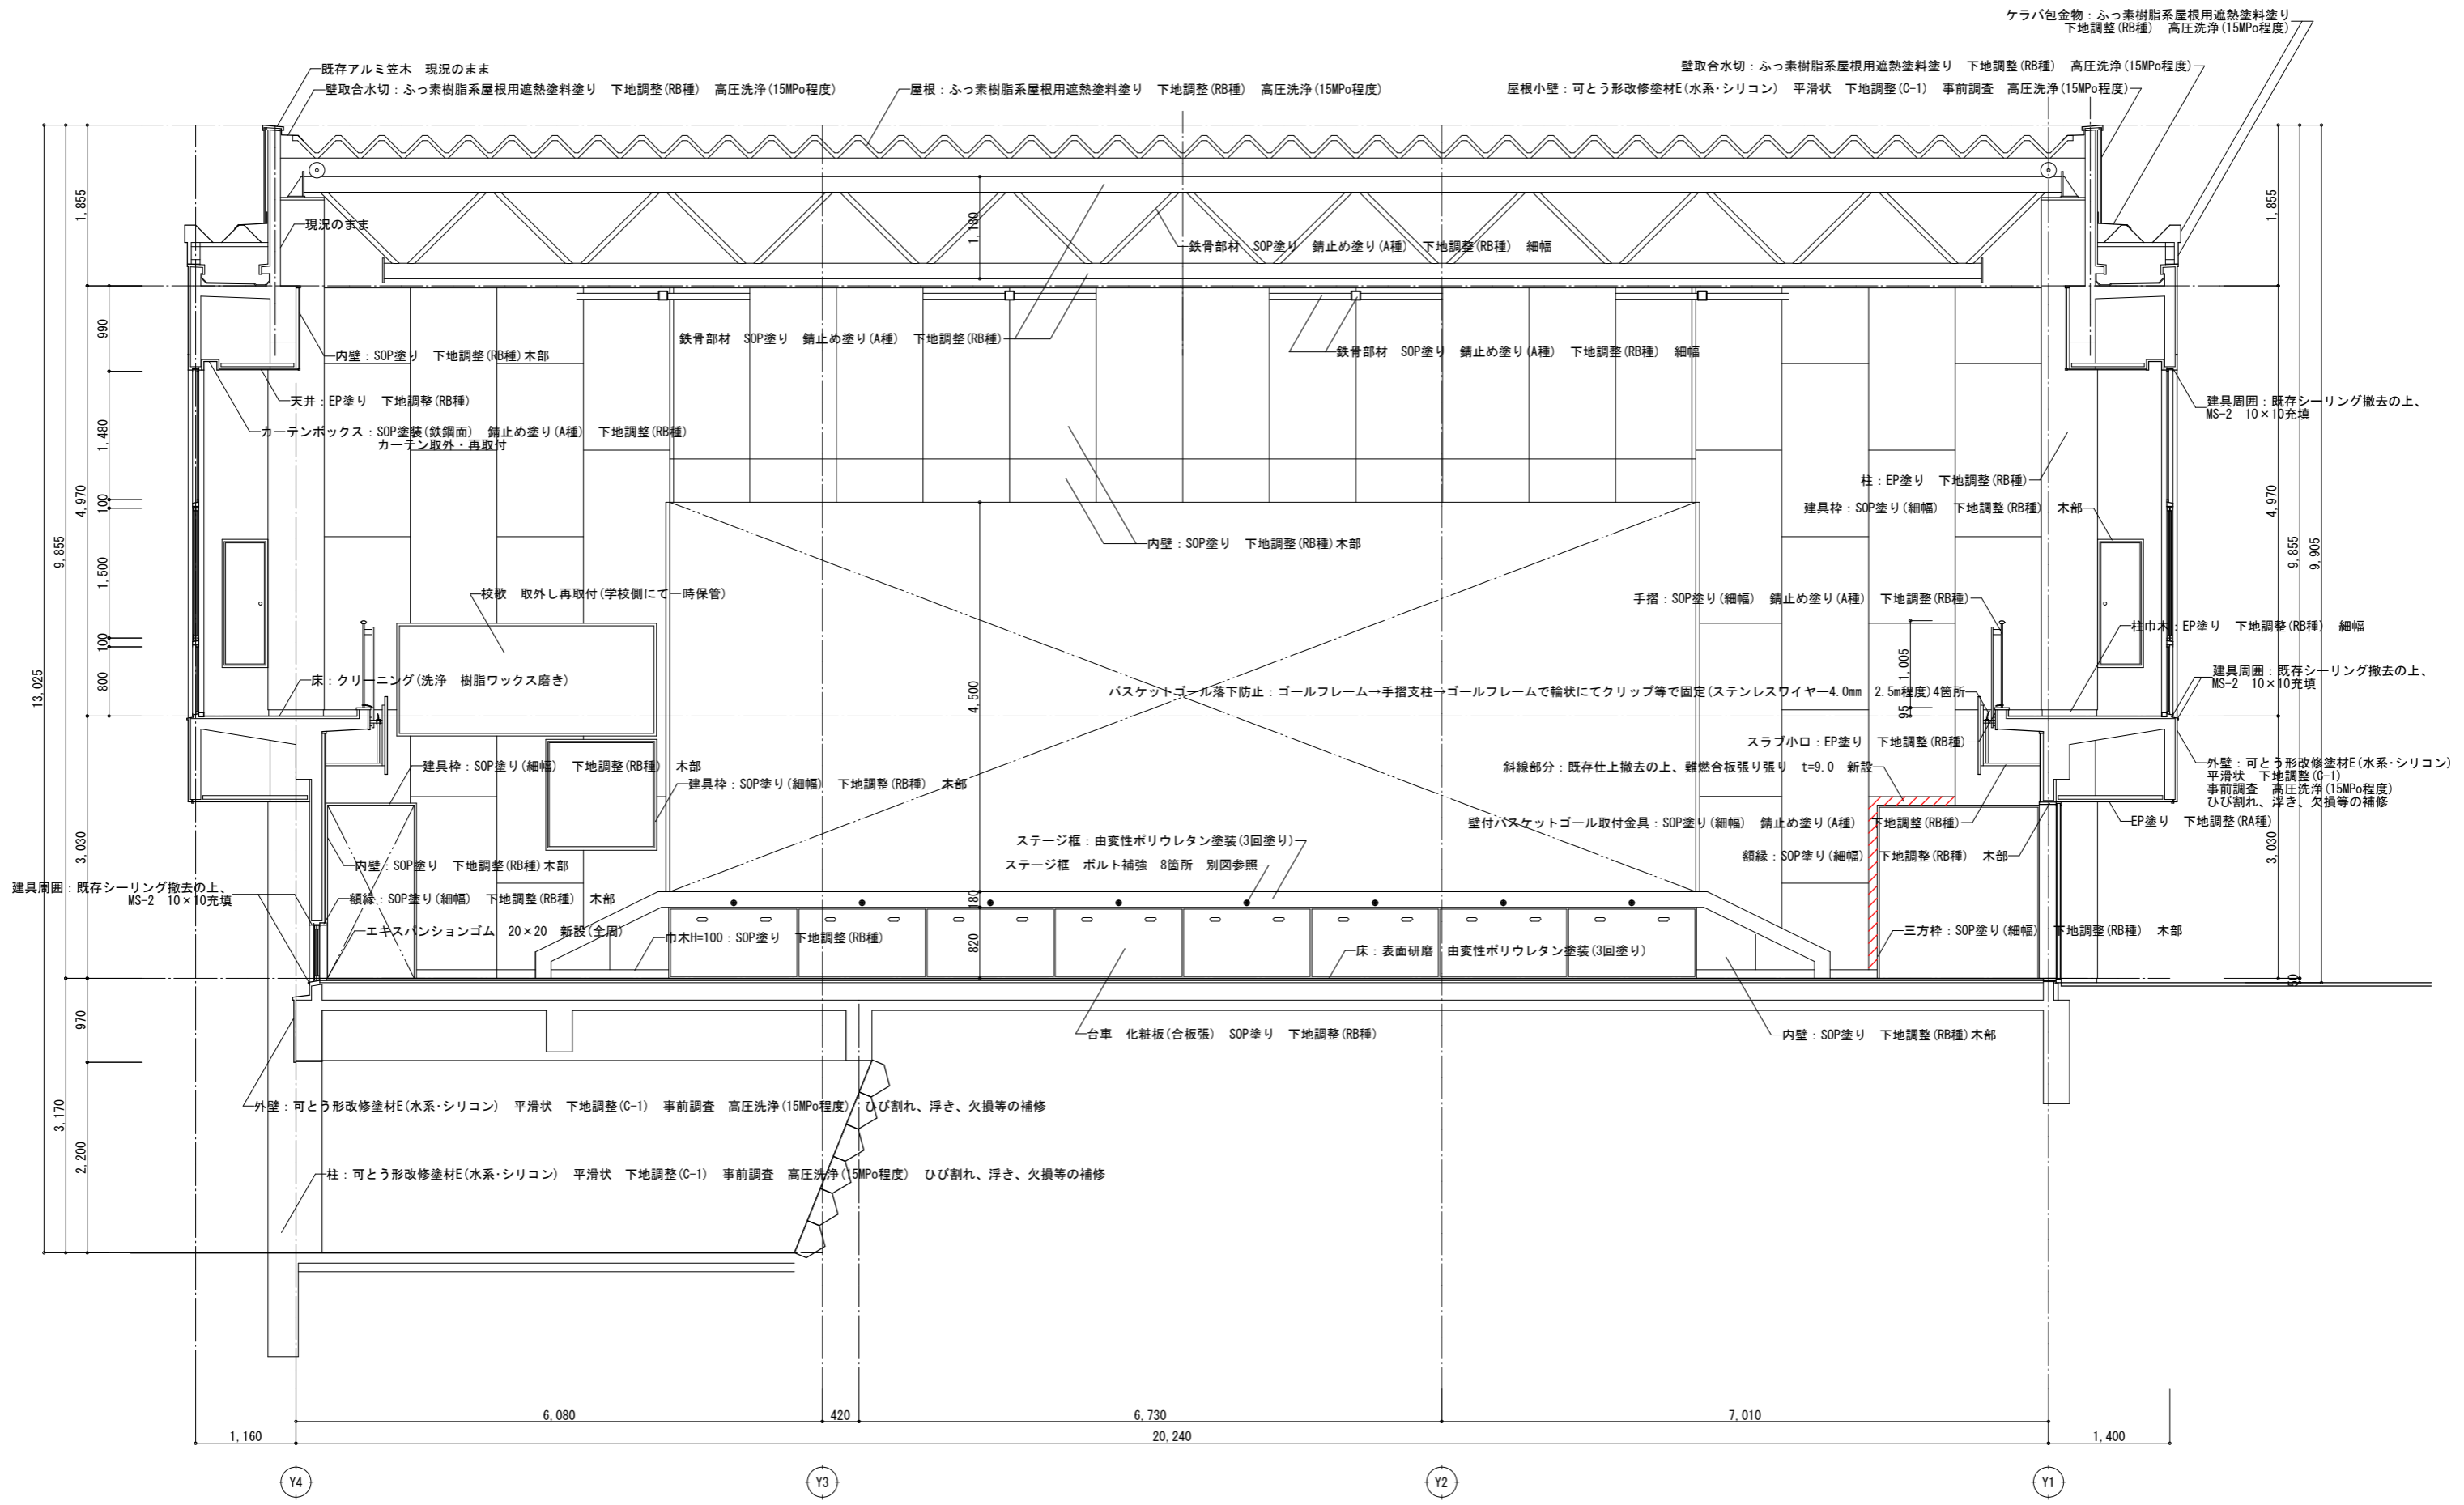 ケラバ包金物：ふっ素樹脂系屋根用遮熱塗料塗り
下地調整(RB種)　高圧洗浄(15MPo程度)
既存アルミ笠木　現況のまま
壁取合水切：ふっ素樹脂系屋根用遮熱塗料塗り　下地調整(RB種)　高圧洗浄(15MPo程度)
屋根：ふっ素樹脂系屋根用遮熱塗料塗り　下地調整(RB種)　高圧洗浄(15MPo程度)
壁取合水切：ふっ素樹脂系屋根用遮熱塗料塗り　下地調整(RB種)　高圧洗浄(15MPo程度)
屋根小壁：可とう形改修塗材E(水系･シリコン)　平滑状　下地調整(C-1)　事前調査　高圧洗浄(15MPo程度)
1,855
1,180
1,855
現況のまま
鉄骨部材　SOP塗り　錆止め塗り(A種)　下地調整(RB種)　細幅
990
鉄骨部材　SOP塗り　錆止め塗り(A種)　下地調整(RB種)
鉄骨部材　SOP塗り　錆止め塗り(A種)　下地調整(RB種)　細幅
内壁：SOP塗り　下地調整(RB種)木部
天井：EP塗り　下地調整(RB種)
建具周囲：既存シーリング撤去の上、
MS-2　10×10充填
カーテンボックス：SOP塗装(鉄鋼面)　錆止め塗り(A種)　下地調整(RB種)
カーテン取外・再取付
1,480
柱：EP塗り　下地調整(RB種)
4,970
100
4,970
建具枠：SOP塗り(細幅)　下地調整(RB種)　木部
9,855
9,855
9,905
内壁：SOP塗り　下地調整(RB種)木部
1,500
校歌　取外し再取付(学校側にて一時保管)
手摺：SOP塗り(細幅)　錆止め塗り(A種)　下地調整(RB種)
柱巾木：EP塗り　下地調整(RB種)　細幅
100
1,005
13,025
800
床：クリーニング(洗浄　樹脂ワックス磨き)
4,500
バスケットゴール落下防止：ゴールフレーム→手摺支柱→ゴールフレームで輪状にてクリップ等で固定(ステンレスワイヤー4.0mm　2.5m程度)4箇所
建具周囲：既存シーリング撤去の上、
MS-2　10×10充填
95
スラブ小口：EP塗り　下地調整(RB種)
建具枠：SOP塗り(細幅)　下地調整(RB種)　木部
斜線部分：既存仕上撤去の上、難燃合板張り張り　t=9.0　新設
外壁：可とう形改修塗材E(水系･シリコン)
平滑状　下地調整(C-1)
事前調査　高圧洗浄(15MPo程度)
ひび割れ、浮き、欠損等の補修
建具枠：SOP塗り(細幅)　下地調整(RB種)　木部
壁付バスケットゴール取付金具：SOP塗り(細幅)　錆止め塗り(A種)　下地調整(RB種)
EP塗り　下地調整(RA種)
3,030
ステージ框：由変性ポリウレタン塗装(3回塗り)
3,030
額縁：SOP塗り(細幅)　下地調整(RB種)　木部
内壁：SOP塗り　下地調整(RB種)木部
ステージ框　ボルト補強　8箇所　別図参照
建具周囲：既存シーリング撤去の上、
MS-2　10×10充填
額縁：SOP塗り(細幅)　下地調整(RB種)　木部
180
エキスパンションゴム　20×20　新設(全周)
巾木H=100：SOP塗り　下地調整(RB種)
820
床：表面研磨　由変性ポリウレタン塗装(3回塗り)
三方枠：SOP塗り(細幅)　下地調整(RB種)　木部
50
970
台車　化粧板(合板張)　SOP塗り　下地調整(RB種)
内壁：SOP塗り　下地調整(RB種)木部
外壁：可とう形改修塗材E(水系･シリコン)　平滑状　下地調整(C-1)　事前調査　高圧洗浄(15MPo程度)　ひび割れ、浮き、欠損等の補修
3,170
2,200
柱：可とう形改修塗材E(水系･シリコン)　平滑状　下地調整(C-1)　事前調査　高圧洗浄(15MPo程度)　ひび割れ、浮き、欠損等の補修
6,080
420
6,730
7,010
1,160
20,240
1,400
Y4
Y3
Y2
Y1